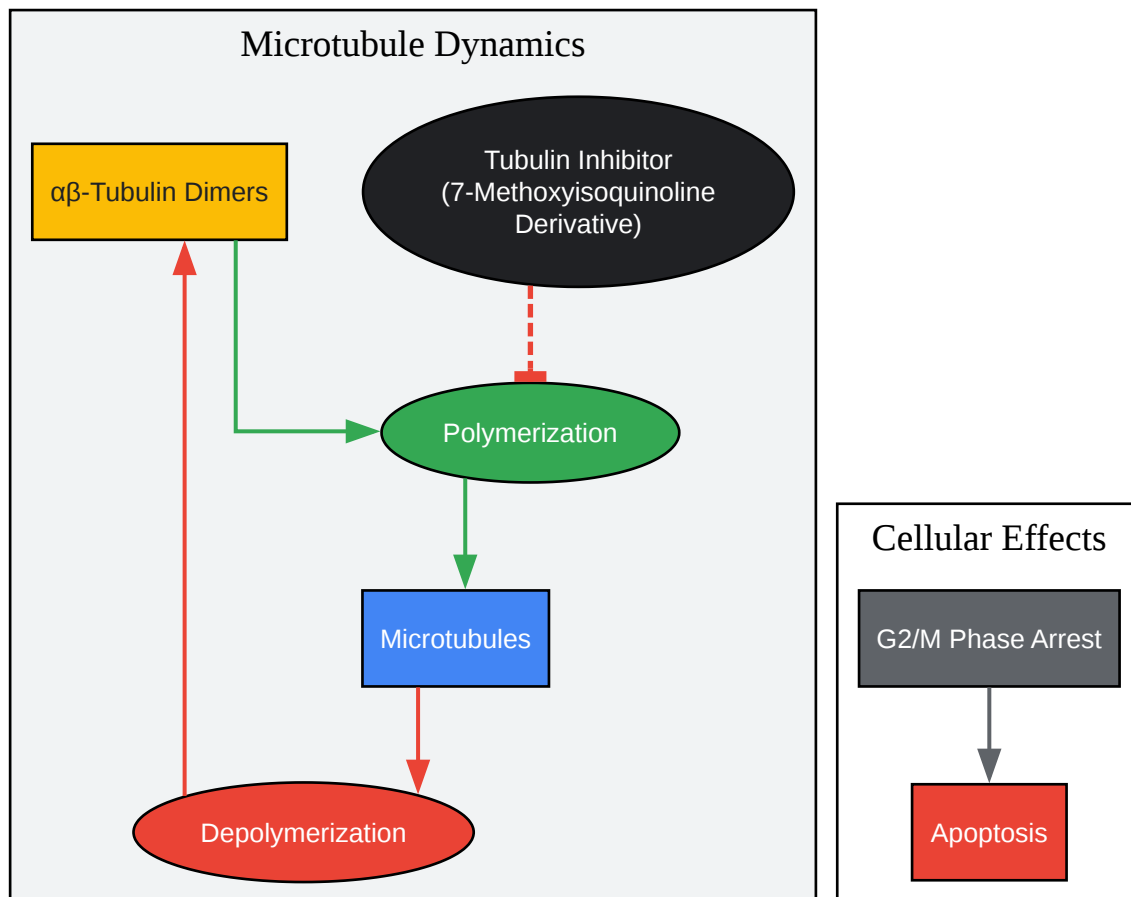 Microtubule Dynamics
αβ-Tubulin Dimers
Tubulin Inhibitor
(7-Methoxyisoquinoline
Derivative)
Polymerization
Microtubules
Depolymerization
Cellular Effects
G2/M Phase Arrest
Apoptosis